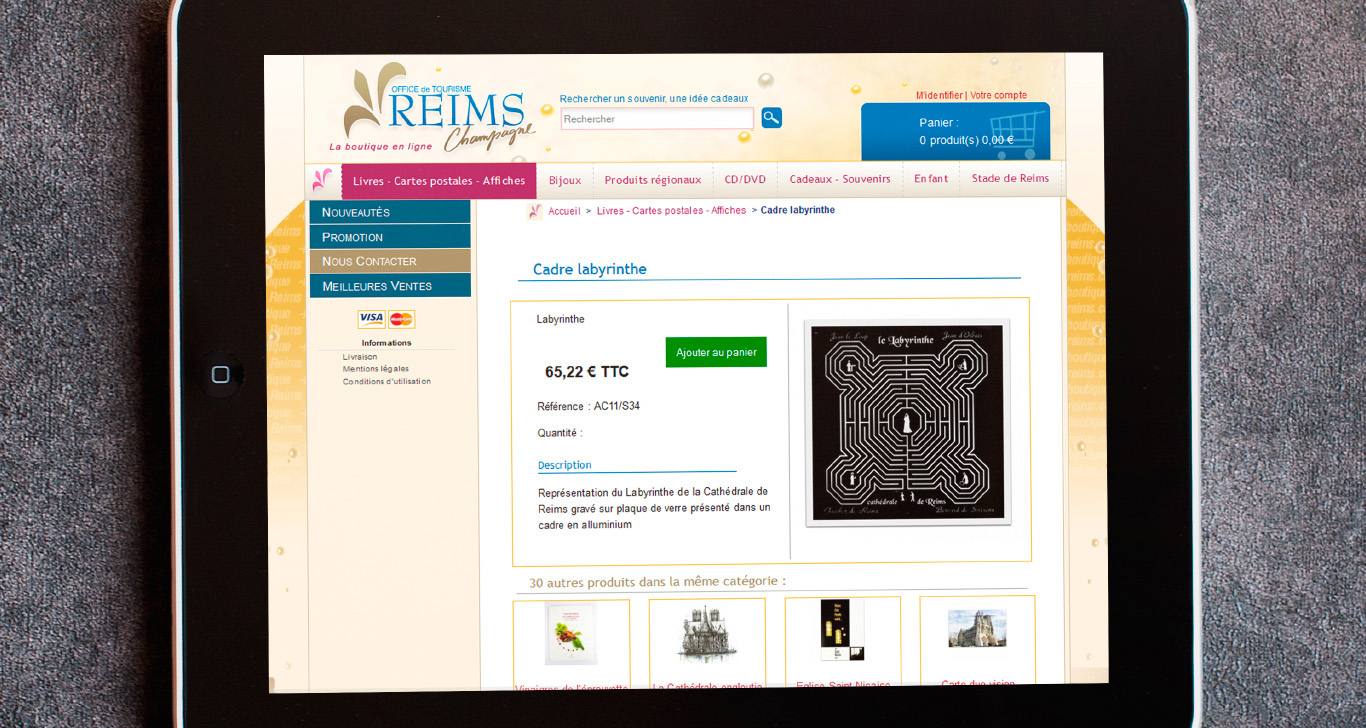 OFFICE de TOURISME
REIMS
Champagne
La boutique en ligne
Rechercher un souvenir, une idée cadeaux
Rechercher
M'identifier | Votre compte
Panier :
0 produit(s) 0,00 €
Livres - Cartes postales - Affiches
Bijoux
Produits régionaux
CD/DVD
Cadeaux - Souvenirs
Enfant
Stade de Reims
NOUVEAUTÉS
PROMOTION
NOUS CONTACTER
MEILLEURES VENTES
VISA MasterCard
Informations
Livraison
Mentions légales
Conditions d'utilisation
Accueil > Livres - Cartes postales - Affiches > Cadre labyrinthe
Cadre labyrinthe
Labyrinthe
Ajouter au panier
65,22 € TTC
Référence : AC11/S34
Quantité :
Description
Représentation du Labyrinthe de la Cathédrale de
Reims gravé sur plaque de verre présenté dans un
cadre en alluminium
le Labyrinthe
cathédrale de Reims
30 autres produits dans la même catégorie :
Vinaigres de l'éprouvette
La Cathédrale engloutie
Eglise Saint Nicaise
Carte duo vision